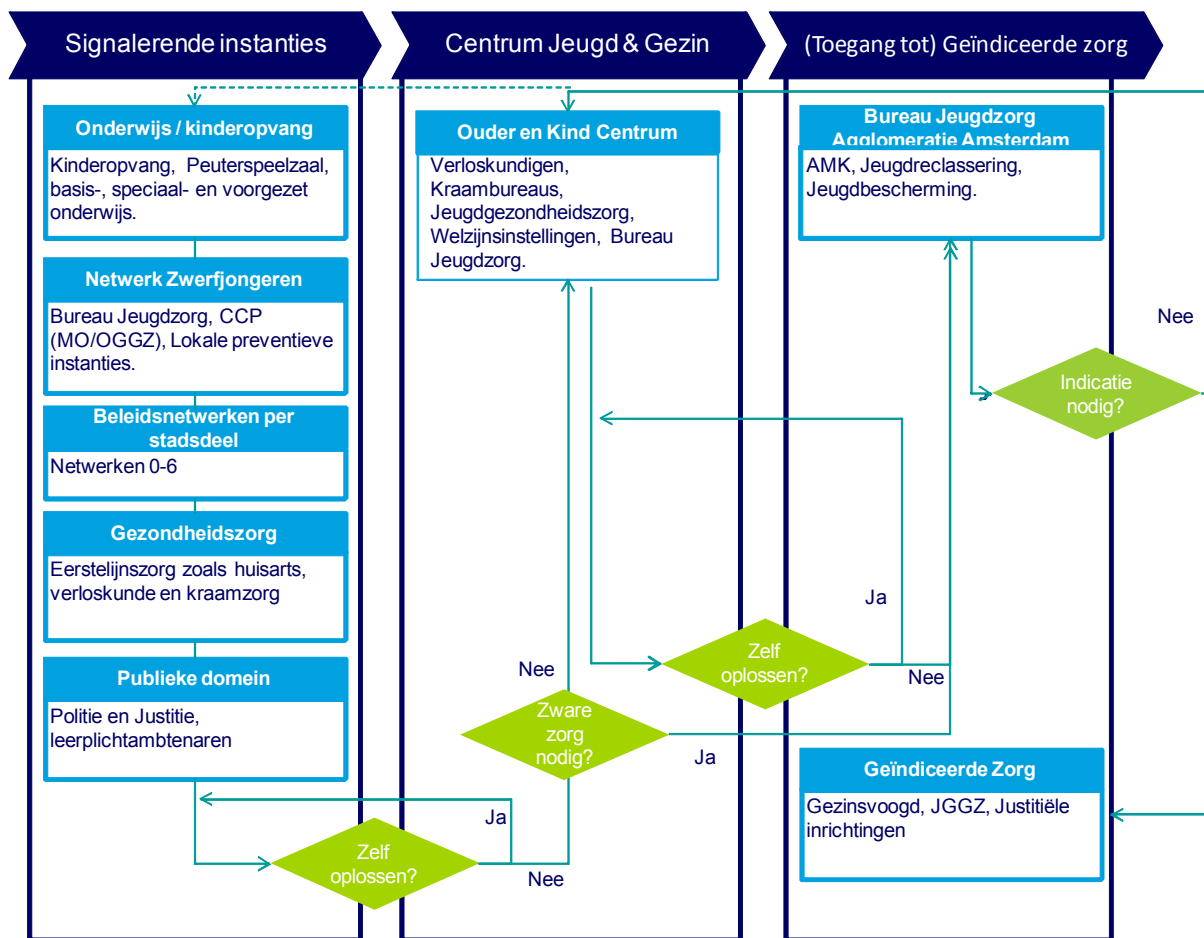 Signalerende instanties
Centrum Jeugd & Gezin
(Toegang tot) Geïndiceerde zorg
Onderwijs / kinderopvang
Kinderopvang, Peuterspeelzaal,
basis-, speciaal- en voorgezet
onderwijs.
Netwerk Zwerfjongeren
Bureau Jeugdzorg, CCP
(MO/OGGZ), Lokale preventieve
instanties.
Beleidsnetwerken per
stadsdeel
Netwerken 0-6
Gezondheidszorg
Eerstelijnszorg zoals huisarts,
verloskunde en kraamzorg
Publieke domein
Politie en Justitie,
leerplichtambtenaren
Zelf
oplossen?
Ja
Nee
Ouder en Kind Centrum
Verloskundigen,
Kraambureaus,
Jeugdgezondheidszorg,
Welzijnsinstellingen, Bureau
Jeugdzorg.
Nee
Zware
zorg
nodig?
Ja
Zelf
oplossen?
Ja
Nee
Bureau Jeugdzorg
Agglomeratie Amsterdam
AMK, Jeugdreclassering,
Jeugdbescherming.
Indicatie
nodig?
Nee
Geïndiceerde Zorg
Gezinsvoogd, JGGZ, Justitiële
inrichtingen